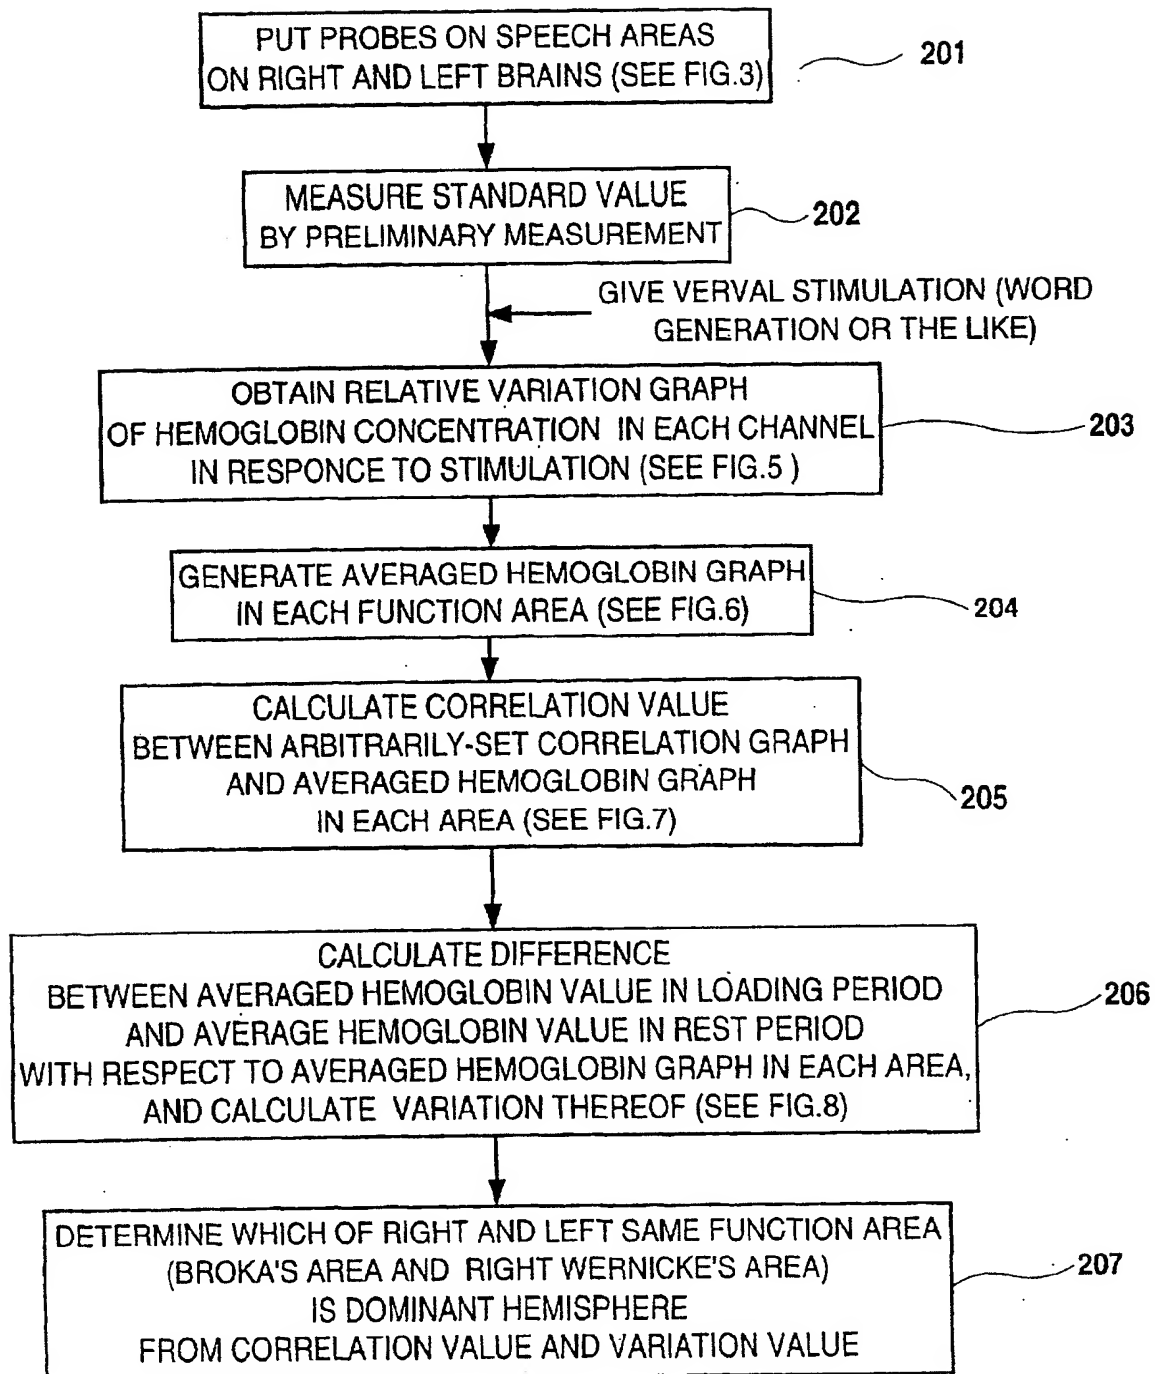 PUT PROBES ON SPEECH AREAS
ON RIGHT AND LEFT BRAINS (SEE FIG.3)
201
MEASURE STANDARD VALUE
BY PRELIMINARY MEASUREMENT
202
GIVE VERVAL STIMULATION (WORD
GENERATION OR THE LIKE)
OBTAIN RELATIVE VARIATION GRAPH
OF HEMOGLOBIN CONCENTRATION IN EACH CHANNEL
IN RESPONCE TO STIMULATION (SEE FIG.5 )
203
GENERATE AVERAGED HEMOGLOBIN GRAPH
IN EACH FUNCTION AREA (SEE FIG.6)
204
CALCULATE CORRELATION VALUE
BETWEEN ARBITRARILY-SET CORRELATION GRAPH
AND AVERAGED HEMOGLOBIN GRAPH
IN EACH AREA (SEE FIG.7)
205
CALCULATE DIFFERENCE
BETWEEN AVERAGED HEMOGLOBIN VALUE IN LOADING PERIOD
AND AVERAGE HEMOGLOBIN VALUE IN REST PERIOD
WITH RESPECT TO AVERAGED HEMOGLOBIN GRAPH IN EACH AREA,
AND CALCULATE VARIATION THEREOF (SEE FIG.8)
206
DETERMINE WHICH OF RIGHT AND LEFT SAME FUNCTION AREA
(BROKA'S AREA AND RIGHT WERNICKE'S AREA)
IS DOMINANT HEMISPHERE
FROM CORRELATION VALUE AND VARIATION VALUE
207